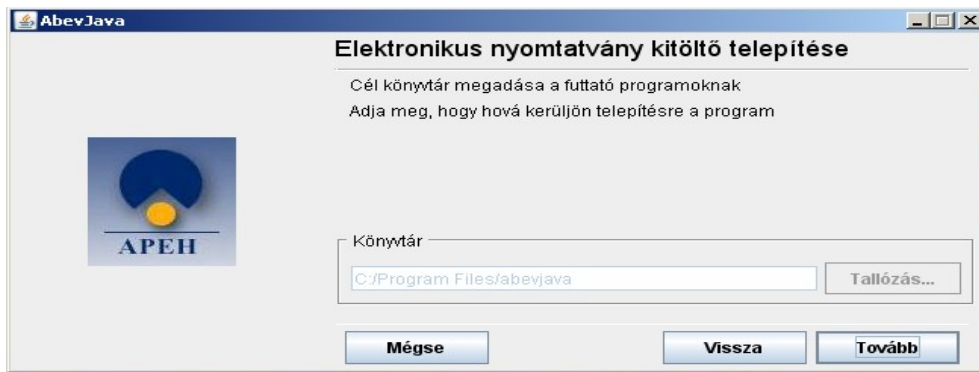 AbevJava
Elektronikus nyomtatvány kitöltő telepítése
Cél könyvtár megadása a futtató programoknak
Adja meg, hogy hová kerüljön telepítésre a program
APEH
Könyvtár
C:/Program Files/abevjava
Tallózás...
Mégse
Vissza
Tovább